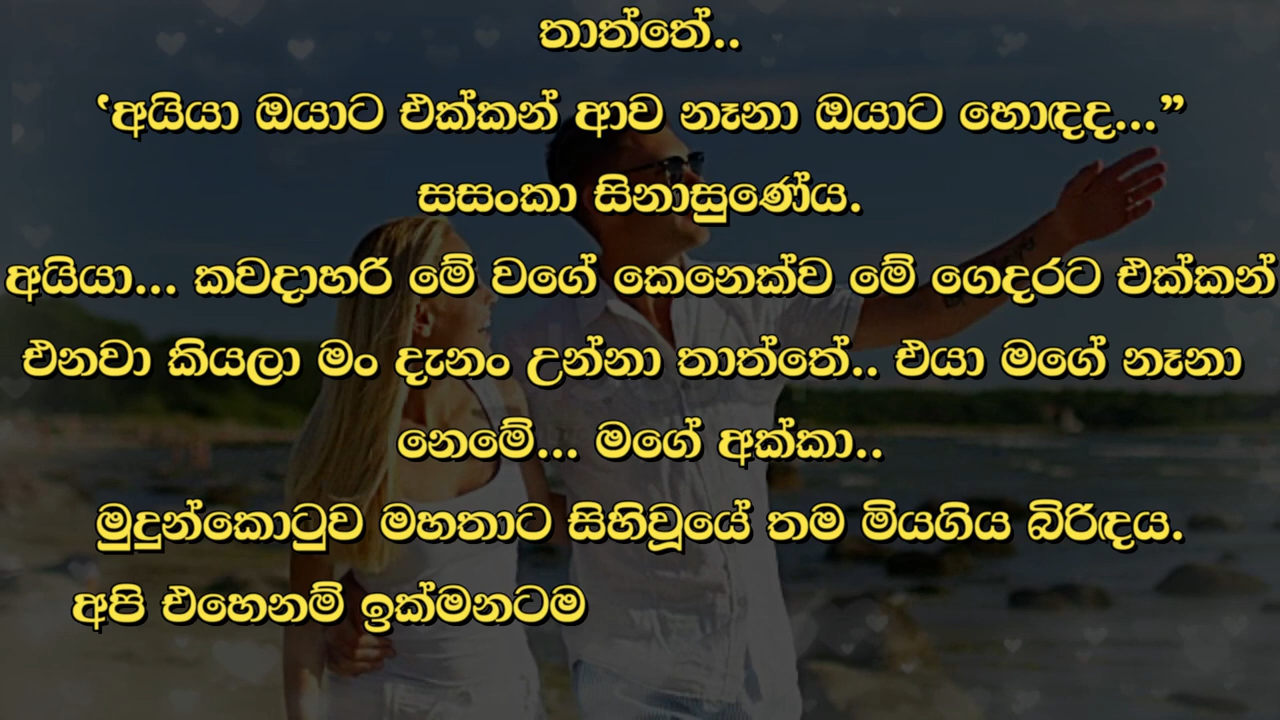 තාත්තේ..
‛අයියා ඔයාට එක්කන් ආව නෑනා ඔයාට හොඳද...”
සසංකා සිනාසුණේය.
අයියා... කවදාහරි මේ වගේ කෙනෙක්ව මේ ගෙදරට එක්කන්
එනවා කියලා මං දැනං උන්නා තාත්තේ.. එයා මගේ නෑනා
නෙමේ... මගේ අක්කා..
මුදුන්කොටුව මහතාට සිහිවූයේ තම මියගිය බිරිඳය.
අපි එහෙනම් ඉක්මනටම